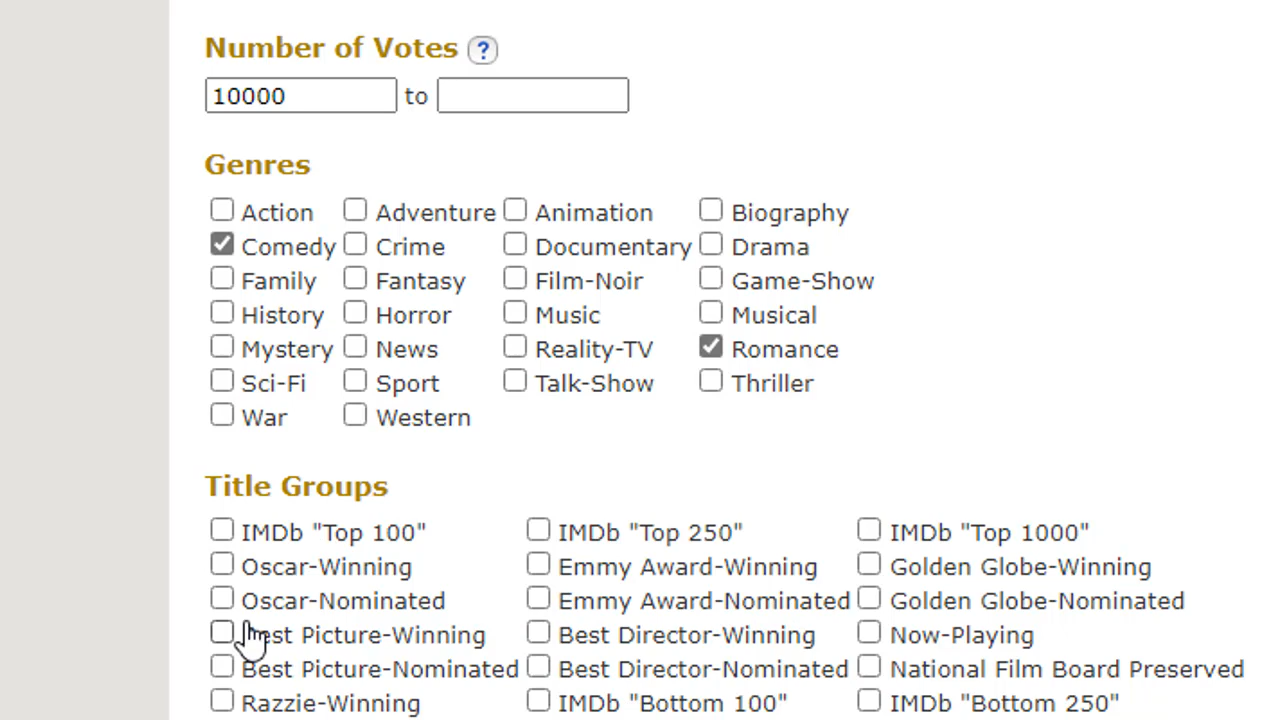 Number of Votes ?
10000 to
Genres
Action Adventure Animation Biography
Comedy Crime Documentary Drama
Family Fantasy Film-Noir Game-Show
History Horror Music Musical
Mystery News Reality-TV Romance
Sci-Fi Sport Talk-Show Thriller
War Western
Title Groups
IMDb "Top 100" IMDb "Top 250" IMDb "Top 1000"
Oscar-Winning Emmy Award-Winning Golden Globe-Winning
Oscar-Nominated Emmy Award-Nominated Golden Globe-Nominated
Best Picture-Winning Best Director-Winning Now-Playing
Best Picture-Nominated Best Director-Nominated National Film Board Preserved
Razzie-Winning IMDb "Bottom 100" IMDb "Bottom 250"